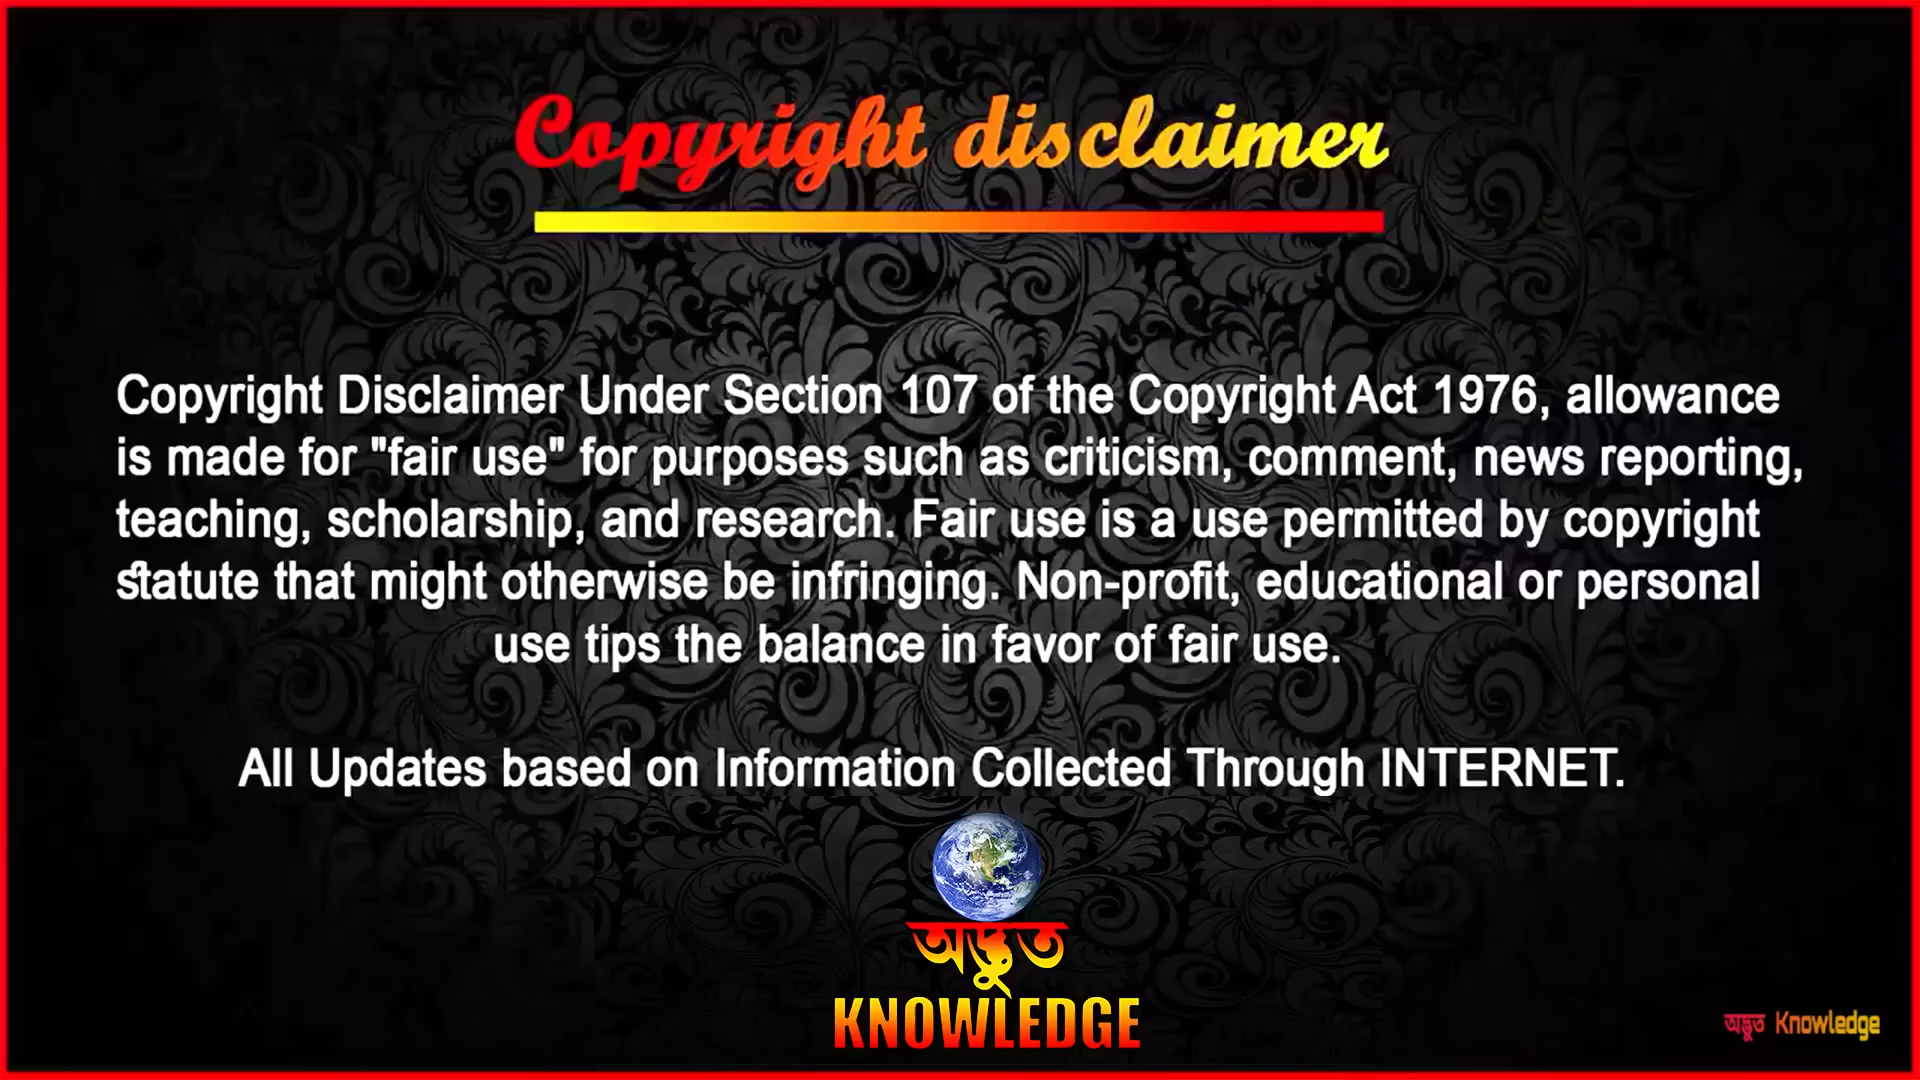 Copyright disclaimer
Copyright Disclaimer Under Section 107 of the Copyright Act 1976, allowance
is made for "fair use" for purposes such as criticism, comment, news reporting,
teaching, scholarship, and research. Fair use is a use permitted by copyright
statute that might otherwise be infringing. Non-profit, educational or personal
use tips the balance in favor of fair use.
All Updates based on Information Collected Through INTERNET.
অদ্ভুত
KNOWLEDGE
অদ্ভুত Knowledge